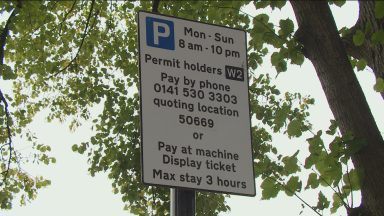 P Mon - Sun
8 am - 10 pm
Permit holders W2
Pay by phone
0141 530 3303
quoting location
50669
or
Pay at machine
Display ticket
Max stay 3 hours